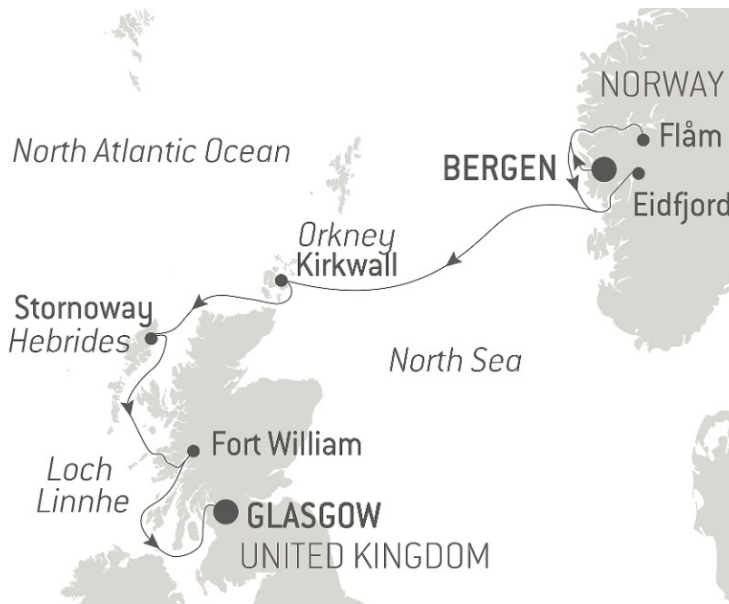 NORWAY
Flåm
North Atlantic Ocean
BERGEN
Eidfjord
Orkney
Kirkwall
Stornoway
Hebrides
North Sea
Fort William
Loch
Linnhe
GLASGOW
UNITED KINGDOM